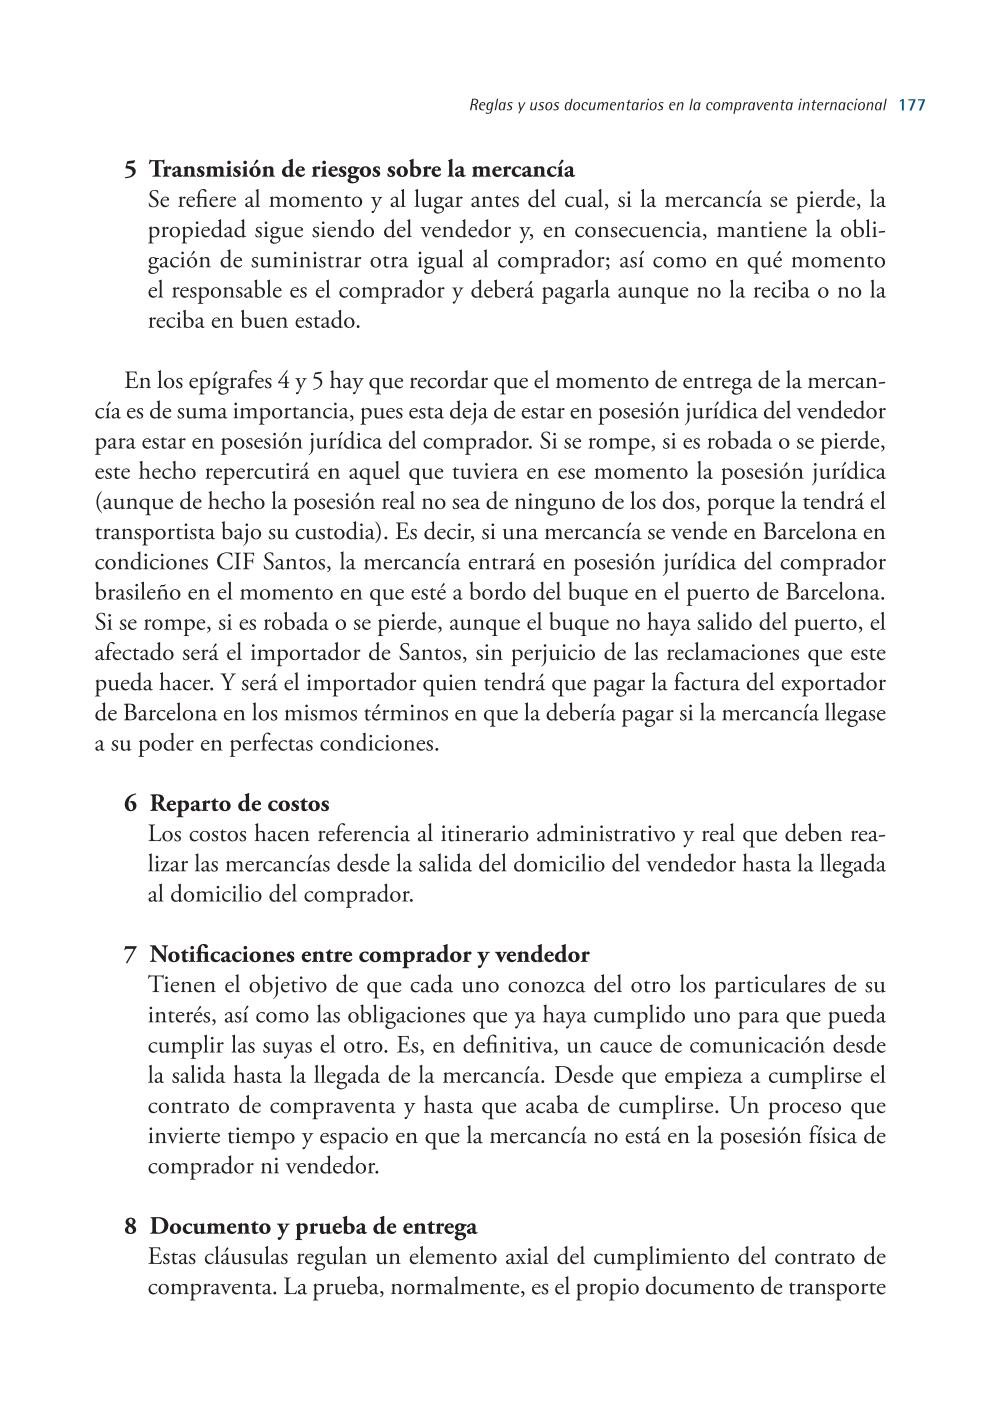 Reglas y usos documentarios en la compraventa internacional 177
5 Transmisión de riesgos sobre la mercancía
Se refiere al momento y al lugar antes del cual, si la mercancía se pierde, la
propiedad sigue siendo del vendedor y, en consecuencia, mantiene la obli-
gación de suministrar otra igual al comprador; así como en qué momento
el responsable es el comprador y deberá pagarla aunque no la reciba o no la
reciba en buen estado.
En los epígrafes 4 y 5 hay que recordar que el momento de entrega de la mercan-
cía es de suma importancia, pues esta deja de estar en posesión jurídica del vendedor
para estar en posesión jurídica del comprador. Si se rompe, si es robada o se pierde,
este hecho repercutirá en aquel que tuviera en ese momento la posesión jurídica
(aunque de hecho la posesión real no sea de ninguno de los dos, porque la tendrá el
transportista bajo su custodia). Es decir, si una mercancía se vende en Barcelona en
condiciones CIF Santos, la mercancía entrará en posesión jurídica del comprador
brasileño en el momento en que esté a bordo del buque en el puerto de Barcelona.
Si se rompe, si es robada o se pierde, aunque el buque no haya salido del puerto, el
afectado será el importador de Santos, sin perjuicio de las reclamaciones que este
pueda hacer. Y será el importador quien tendrá que pagar la factura del exportador
de Barcelona en los mismos términos en que la debería pagar si la mercancía llegase
a su poder en perfectas condiciones.
6 Reparto de costos
Los costos hacen referencia al itinerario administrativo y real que deben rea-
lizar las mercancías desde la salida del domicilio del vendedor hasta la llegada
al domicilio del comprador.
7 Notificaciones entre comprador y vendedor
Tienen el objetivo de que cada uno conozca del otro los particulares de su
interés, así como las obligaciones que ya haya cumplido uno para que pueda
cumplir las suyas el otro. Es, en definitiva, un cauce de comunicación desde
la salida hasta la llegada de la mercancía. Desde que empieza a cumplirse el
contrato de compraventa y hasta que acaba de cumplirse. Un proceso que
invierte tiempo y espacio en que la mercancía no está en la posesión física de
comprador ni vendedor.
8 Documento y prueba de entrega
Estas cláusulas regulan un elemento axial del cumplimiento del contrato de
compraventa. La prueba, normalmente, es el propio documento de transporte